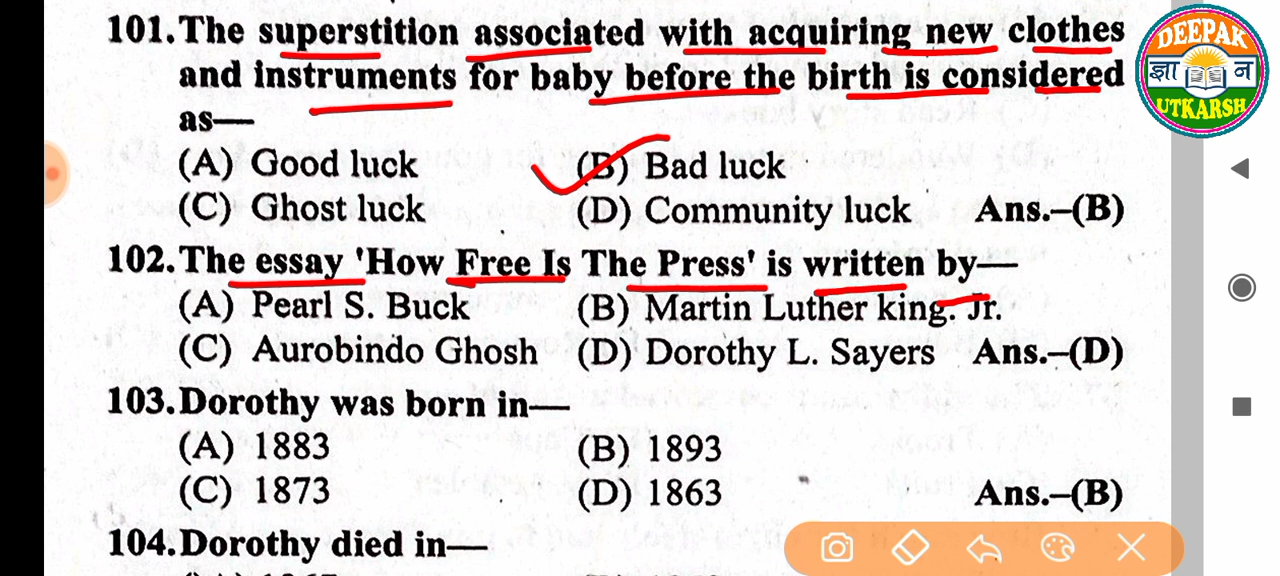 101. The superstition associated with acquiring new clothes
and instruments for baby before the birth is considered
as—
(A) Good luck (B) Bad luck
(C) Ghost luck (D) Community luck Ans.–(B)
102. The essay 'How Free Is The Press' is written by—
(A) Pearl S. Buck (B) Martin Luther king. Jr.
(C) Aurobindo Ghosh (D) Dorothy L. Sayers Ans.–(D)
103. Dorothy was born in—
(A) 1883 (B) 1893
(C) 1873 (D) 1863 Ans.–(B)
104. Dorothy died in—
DEEPAK
ज्ञा न
UTKARSH